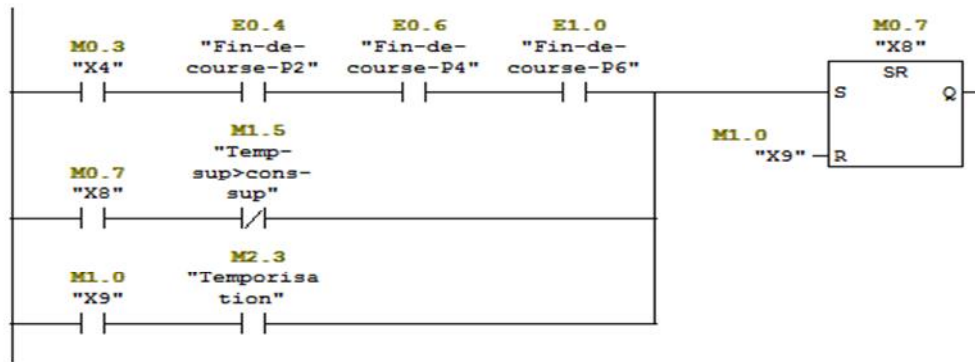 M0.3
"X4"
E0.4
"Fin-de-
course-P2"
E0.6
"Fin-de-
course-P4"
E1.0
"Fin-de-
course-P6"
M0.7
"X8"
SR
S
Q
M1.0
"X9"
R
M0.7
"X8"
M1.5
"Temp-
sup>cons-
sup"
M1.0
"X9"
M2.3
"Temporisa
tion"